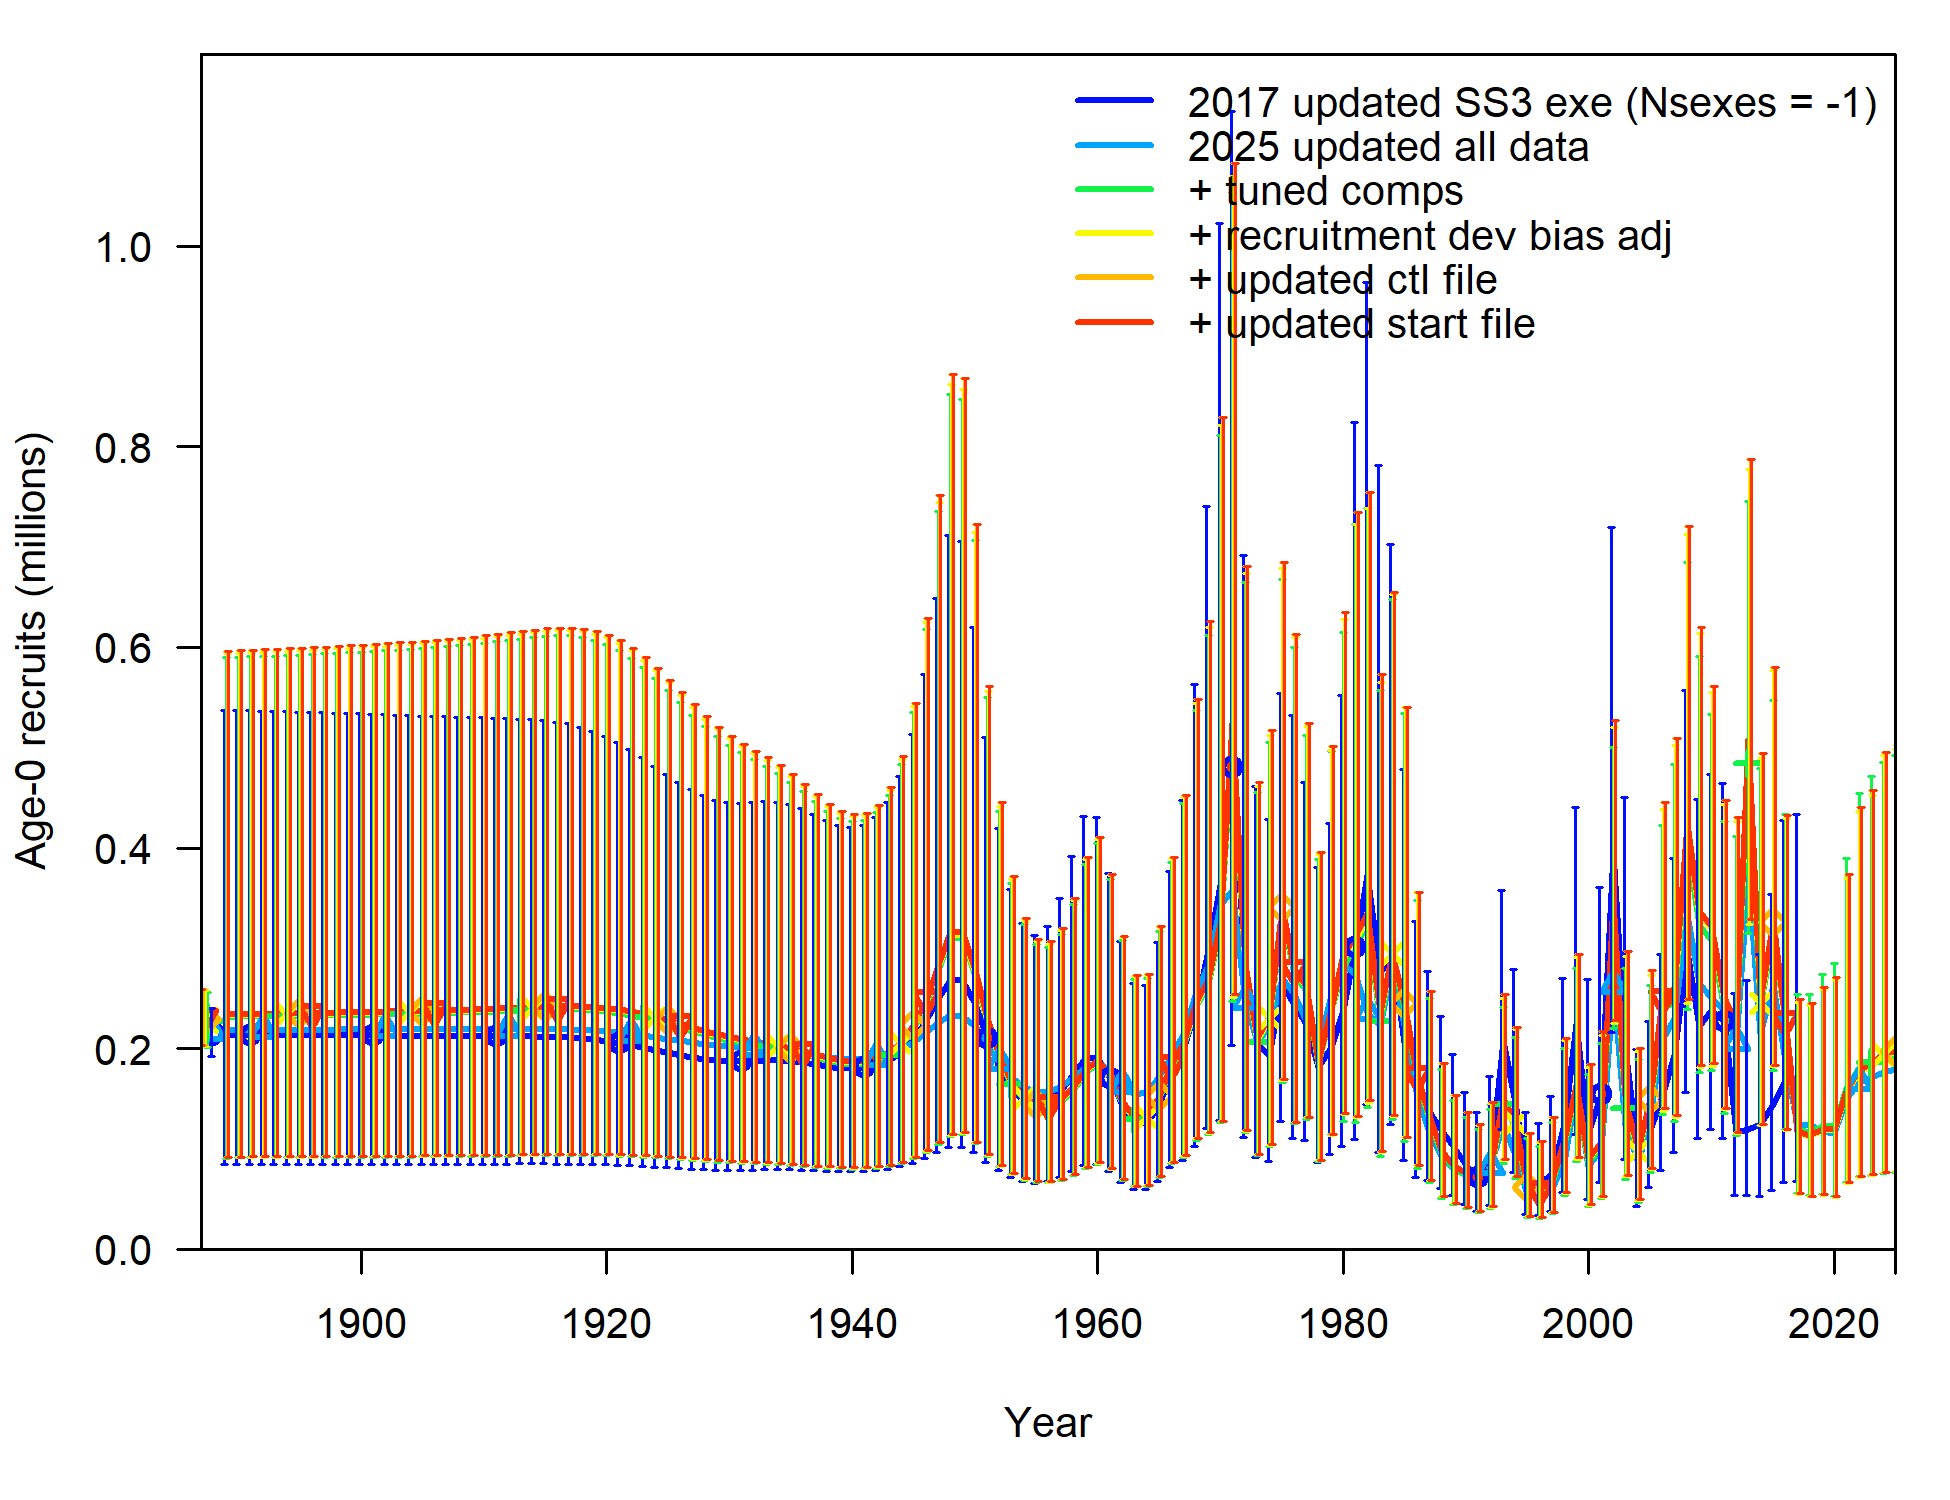 2017 updated SS3 exe (Nsexes = -1)
2025 updated all data
+ tuned comps
+ recruitment dev bias adj
+ updated ctl file
+ updated start file
Age-0 recruits (millions)
1.0
0.8
0.6
0.4
0.2
0.0
1900 1920 1940 1960 1980 2000 2020
Year